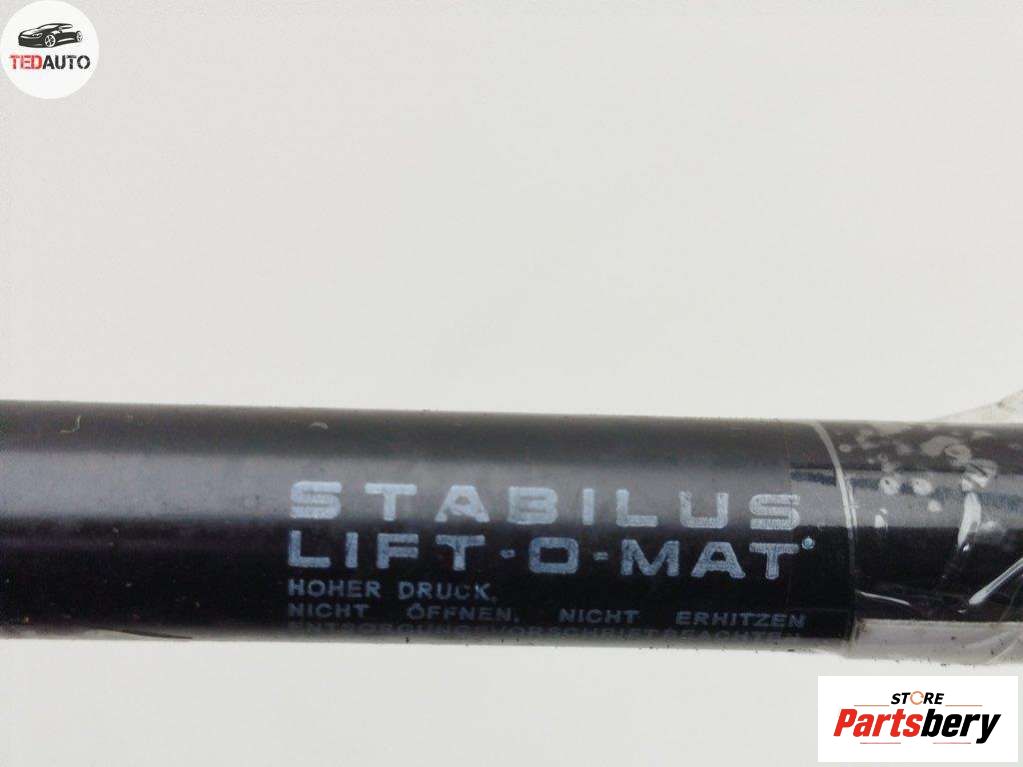 TEDAUTO
STABILUS
LIFT-O-MAT®
HOHER DRUCK.
NICHT ÖFFNEN. NICHT ERHITZEN
STORE
Partsbery